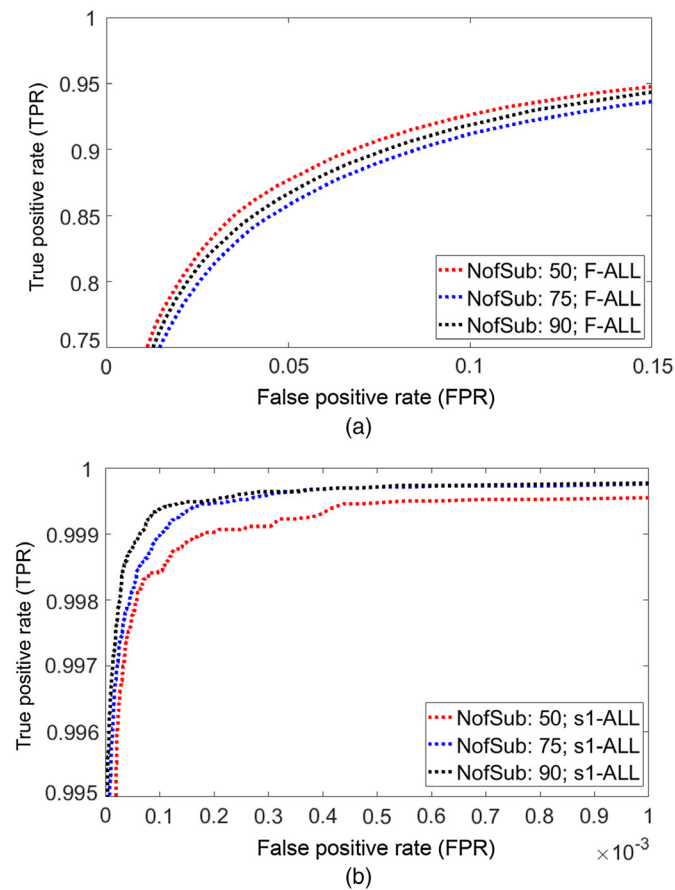 1
0.95
0.9
0.85
0.8
0.75
True positive rate (TPR)
NofSub: 50; F-ALL
NofSub: 75; F-ALL
NofSub: 90; F-ALL
0
0.05
0.1
0.15
False positive rate (FPR)
(a)
1
0.999
0.998
0.997
0.996
0.995
True positive rate (TPR)
NofSub: 50; s1-ALL
NofSub: 75; s1-ALL
NofSub: 90; s1-ALL
0
0.1
0.2
0.3
0.4
0.5
0.6
0.7
0.8
0.9
1
False positive rate (FPR)
×10⁻³
(b)